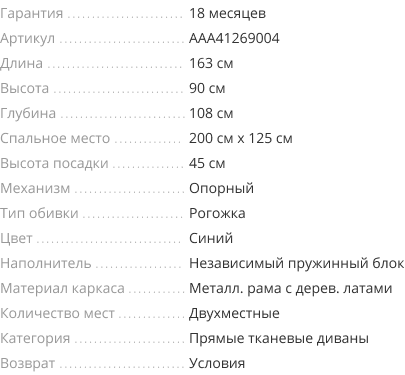 Гарантия 18 месяцев
Артикул AAA41269004
Длина 163 см
Высота 90 см
Глубина 108 см
Спальное место 200 см x 125 см
Высота посадки 45 см
Механизм Опорный
Тип обивки Рогожка
Цвет Синий
Наполнитель Независимый пружинный блок
Материал каркаса Металл. рама с дерев. латами
Количество мест Двухместные
Категория Прямые тканевые диваны
Возврат Условия